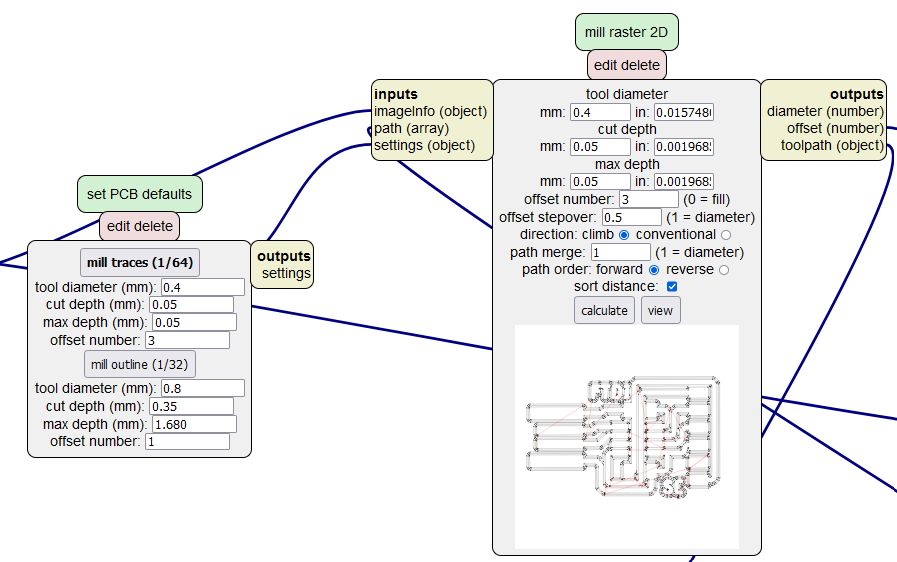 mill raster 2D
edit delete
inputs
imageInfo (object)
path (array)
settings (object)
tool diameter
mm: 0.4 in: 0.015748
cut depth
mm: 0.05 in: 0.001968
max depth
mm: 0.05 in: 0.001968
offset number: 3 (0 = fill)
offset stepover: 0.5 (1 = diameter)
direction: climb conventional
path merge: 1 (1 = diameter)
path order: forward reverse
sort distance:
calculate view
outputs
diameter (number)
offset (number)
toolpath (object)
set PCB defaults
edit delete
mill traces (1/64)
tool diameter (mm): 0.4
cut depth (mm): 0.05
max depth (mm): 0.05
offset number: 3
mill outline (1/32)
tool diameter (mm): 0.8
cut depth (mm): 0.35
max depth (mm): 1.680
offset number: 1
outputs
settings